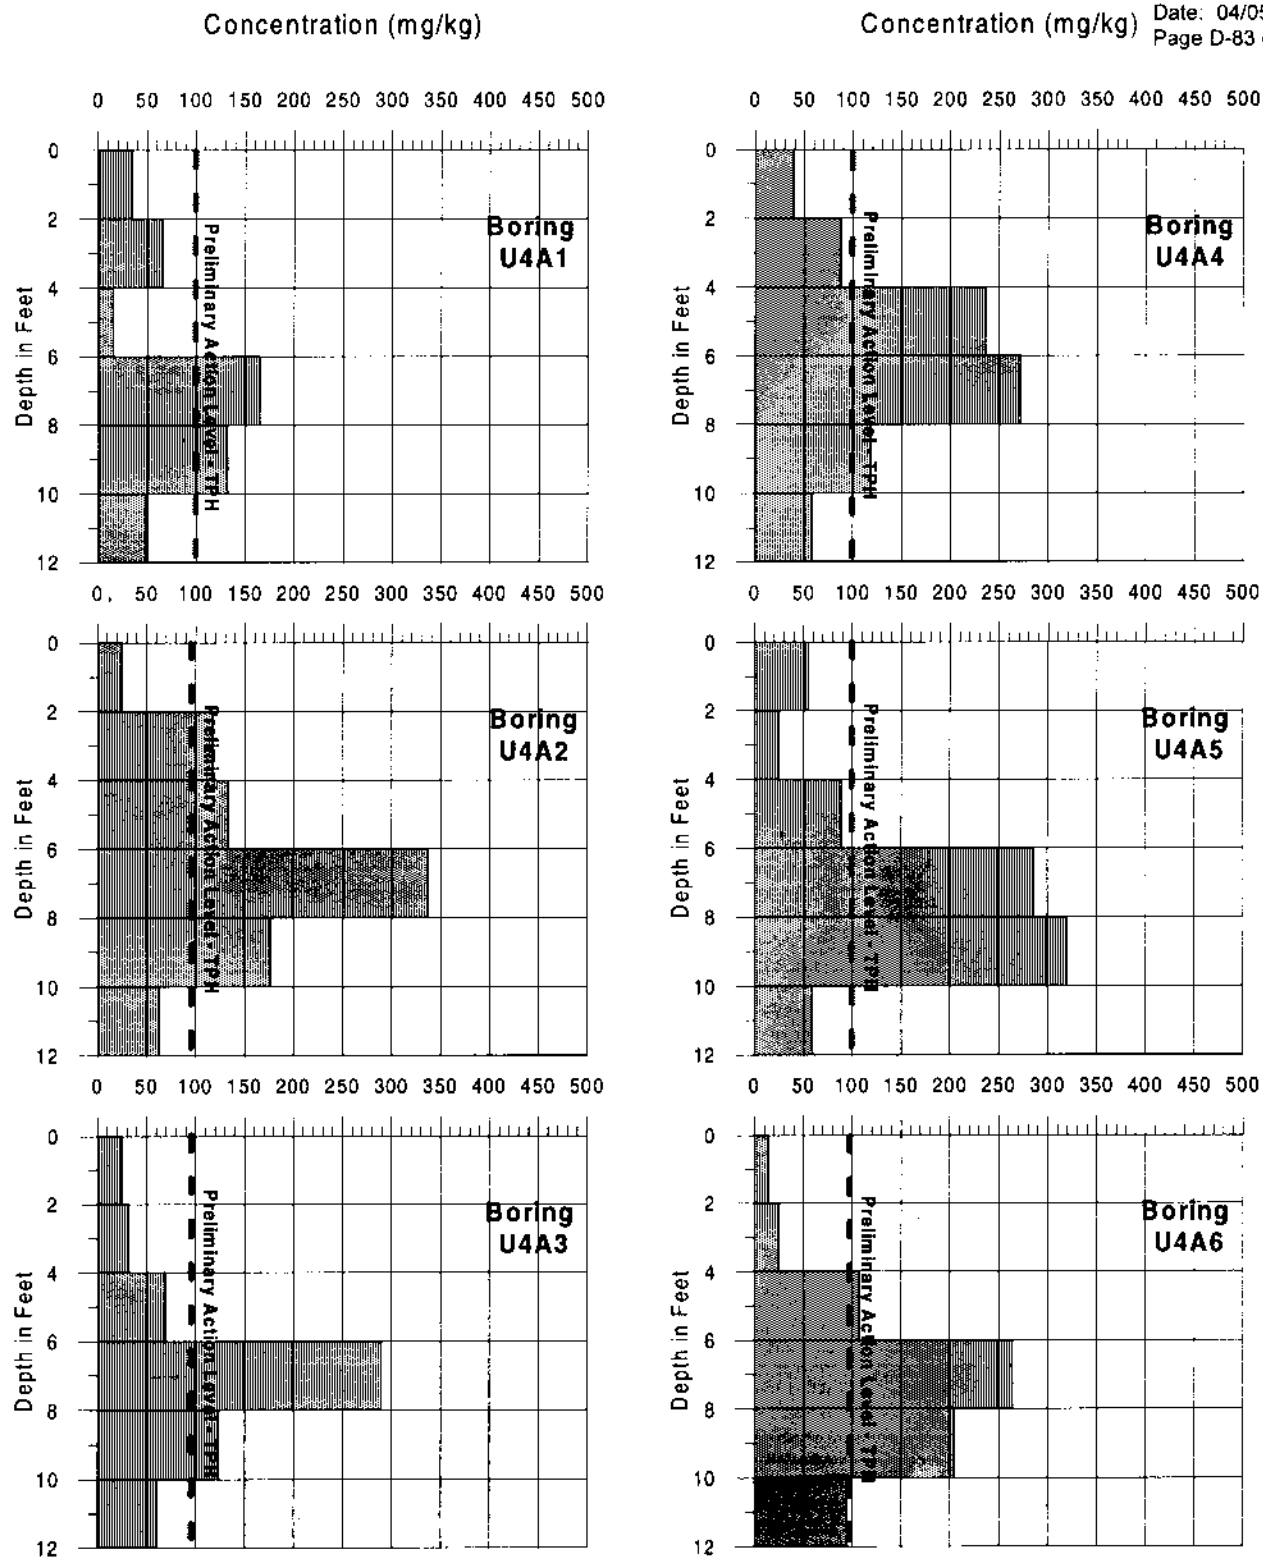 Concentration (mg/kg)
Concentration (mg/kg)
Date: 04/05
Page D-83
0 50 100 150 200 250 300 350 400 450 500
0
2
4
6
8
10
12
Depth in Feet
Preliminary Action Level - TPH
Boring
U4A1
0 50 100 150 200 250 300 350 400 450 500
0
2
4
6
8
10
12
Depth in Feet
Preliminary Action Level - TPH
Boring
U4A4
0 50 100 150 200 250 300 350 400 450 500
0
2
4
6
8
10
12
Depth in Feet
Preliminary Action Level - TPH
Boring
U4A2
0 50 100 150 200 250 300 350 400 450 500
0
2
4
6
8
10
12
Depth in Feet
Preliminary Action Level - TPH
Boring
U4A5
0 50 100 150 200 250 300 350 400 450 500
0
2
4
6
8
10
12
Depth in Feet
Preliminary Action Level - TPH
Boring
U4A3
0 50 100 150 200 250 300 350 400 450 500
0
2
4
6
8
10
12
Depth in Feet
Preliminary Action Level - TPH
Boring
U4A6